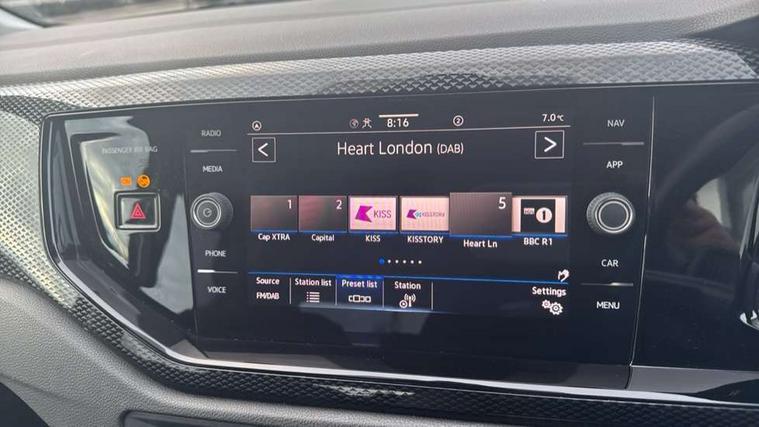 RADIO
MEDIA
PHONE
VOICE
PASSENGER AIR BAG
8:16
2
7.0°C
Heart London (DAB)
1
2
KISS
KISSTORY
5
1
Cap XTRA
Capital
KISS
KISSTORY
Heart Ln
BBC R1
Source
FM/DAB
Station list
Preset list
Station
Settings
NAV
APP
CAR
MENU